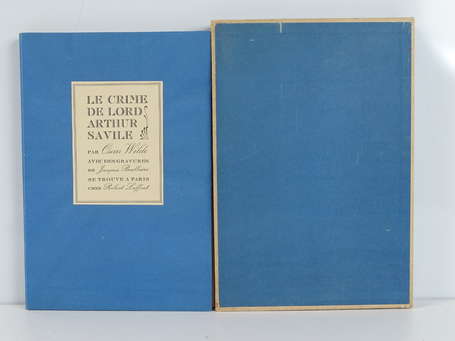 LE CRIME
DE LORD
ARTHUR
SAVILE
PAR Oscar Wilde
AVEC DES GRAVURES
DE Jacques
SE TROUVE A PARIS
CHEZ Robert Laffont